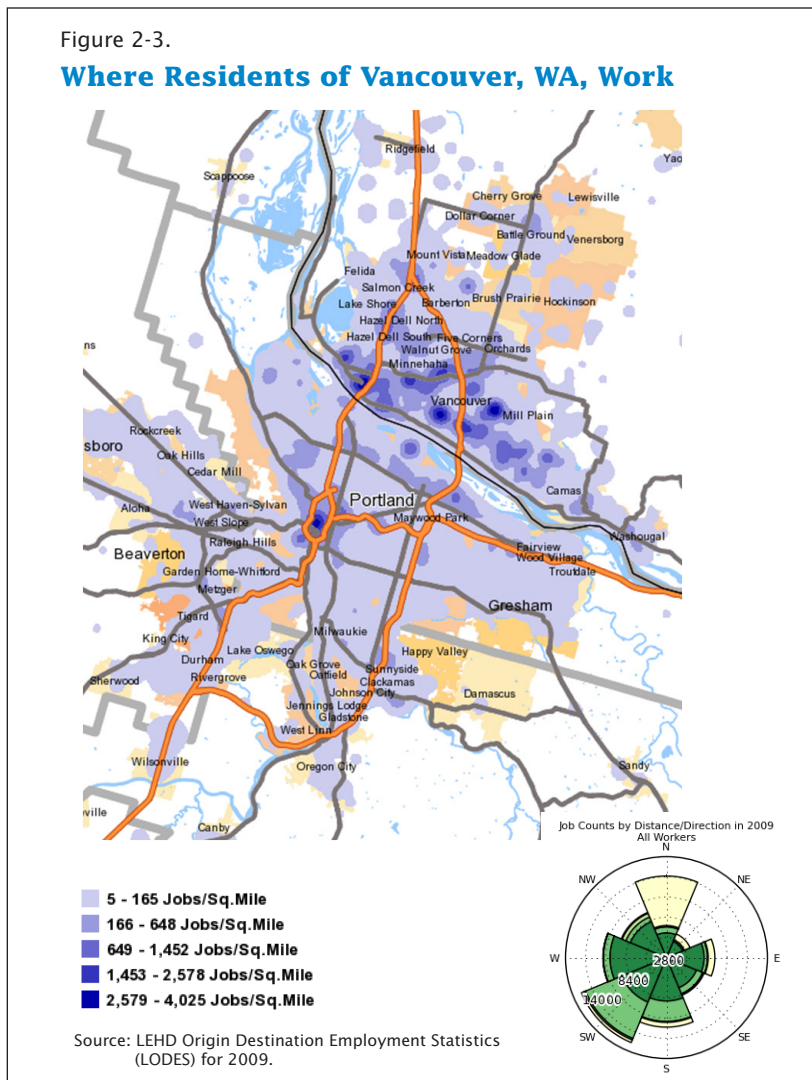 Figure 2-3.
Where Residents of Vancouver, WA, Work
Ridgefield
Yao
Scappoose
Cherry Grove
Lewisville
Dollar Corner
Battle Ground
Venersborg
Mount Vista
Meadow Glade
Felida
Salmon Creek
Lake Shore
Barberton
Brush Prairie
Hockinson
Hazel Dell North
Hazel Dell South
Five Corners
ns
Walnut Grove
Orchards
Minnehaha
Vancouver
Mill Plain
Rockcreek
sboro
Oak Hills
Cedar Mill
Camas
Portland
Aloha
West Haven-Sylvan
West Slope
Maywood Park
Washougal
Raleigh Hills
Beaverton
Fairview
Wood Village
Garden Home-Whitford
Troutdale
Metzger
Gresham
Tigard
King City
Milwaukie
Lake Oswego
Happy Valley
Durham
Oak Grove
Sunnyside
Rivergrove
Oatfield
Clackamas
Sherwood
Johnson City
Damascus
Jennings Lodge
Gladstone
West Linn
Wilsonville
Oregon City
Sandy
ville
Canby
Job Counts by Distance/Direction in 2009
All Workers
N
NW
NE
W
E
2800
8400
14000
SW
SE
S
5 - 165 Jobs/Sq.Mile
166 - 648 Jobs/Sq.Mile
649 - 1,452 Jobs/Sq.Mile
1,453 - 2,578 Jobs/Sq.Mile
2,579 - 4,025 Jobs/Sq.Mile
Source: LEHD Origin Destination Employment Statistics
(LODES) for 2009.